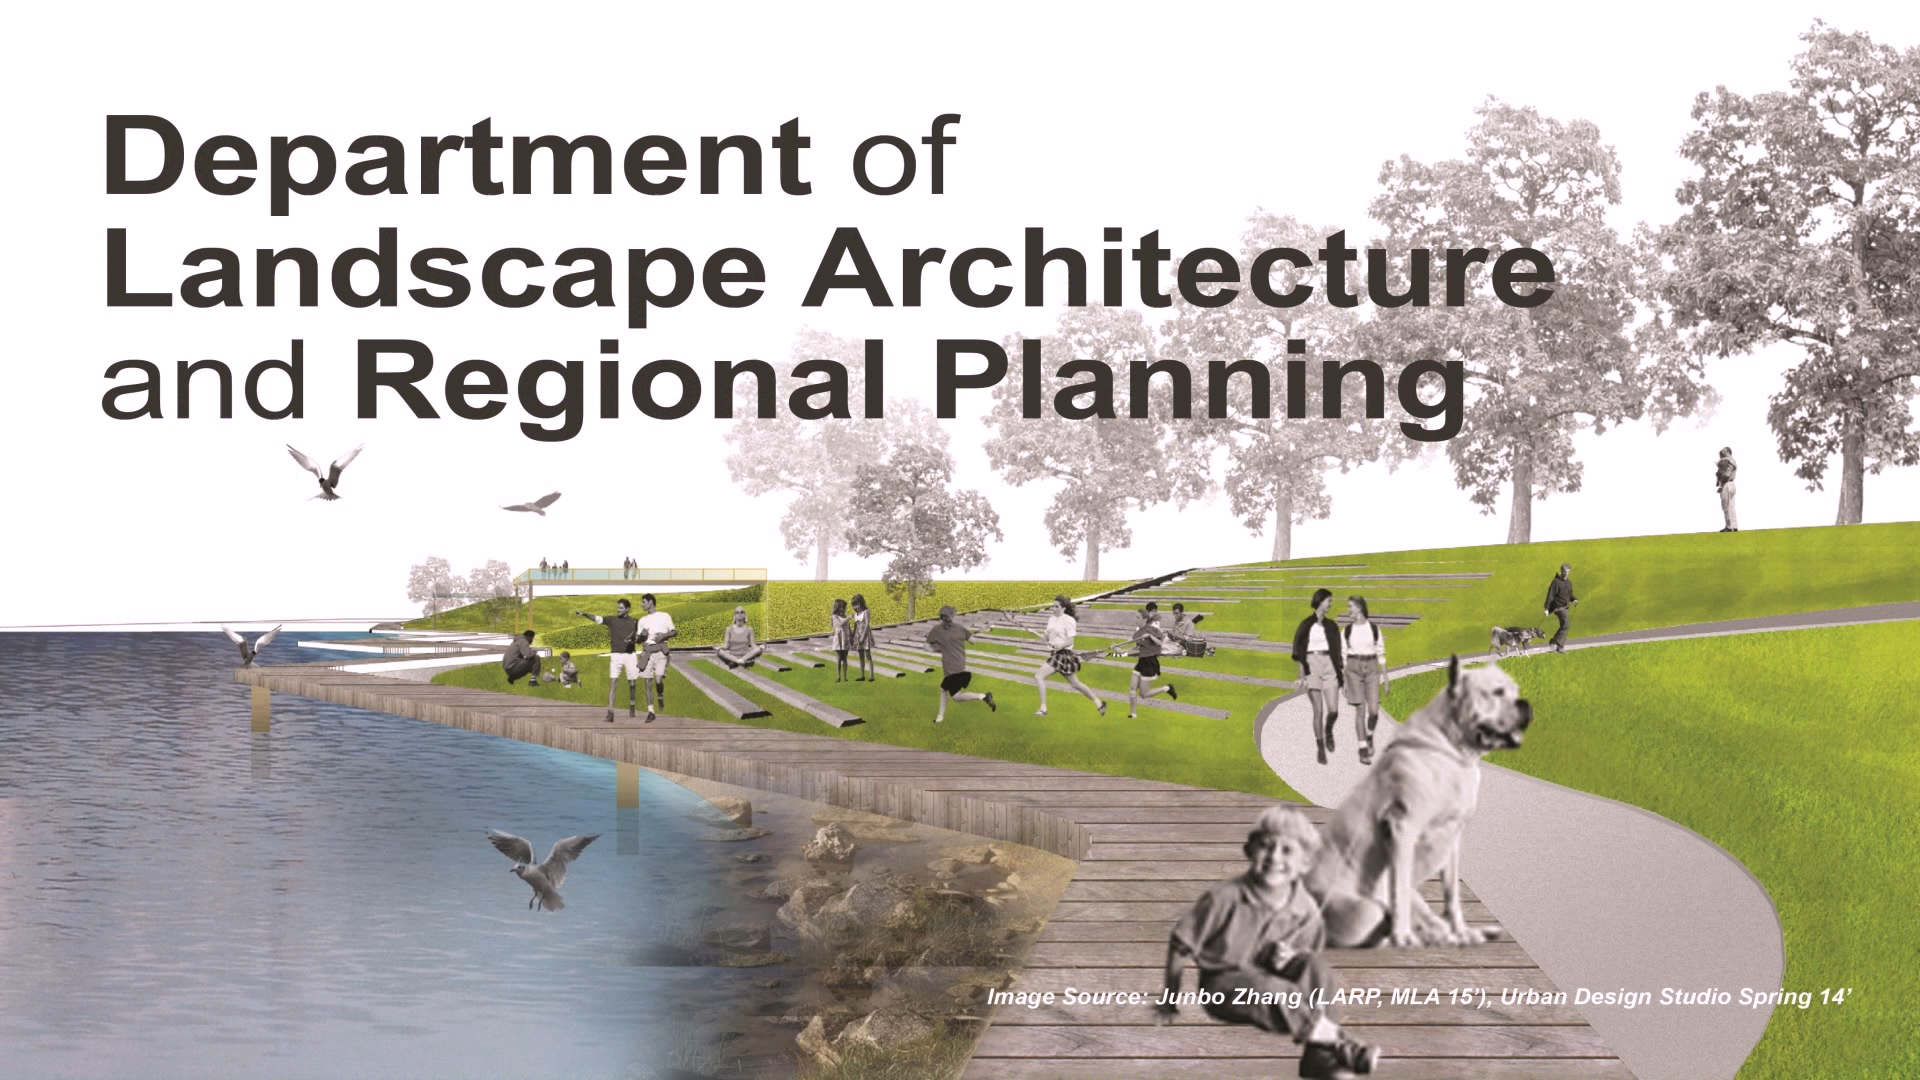 Department of
Landscape Architecture
and Regional Planning
Image Source: Junbo Zhang (LARP, MLA 15’), Urban Design Studio Spring 14’